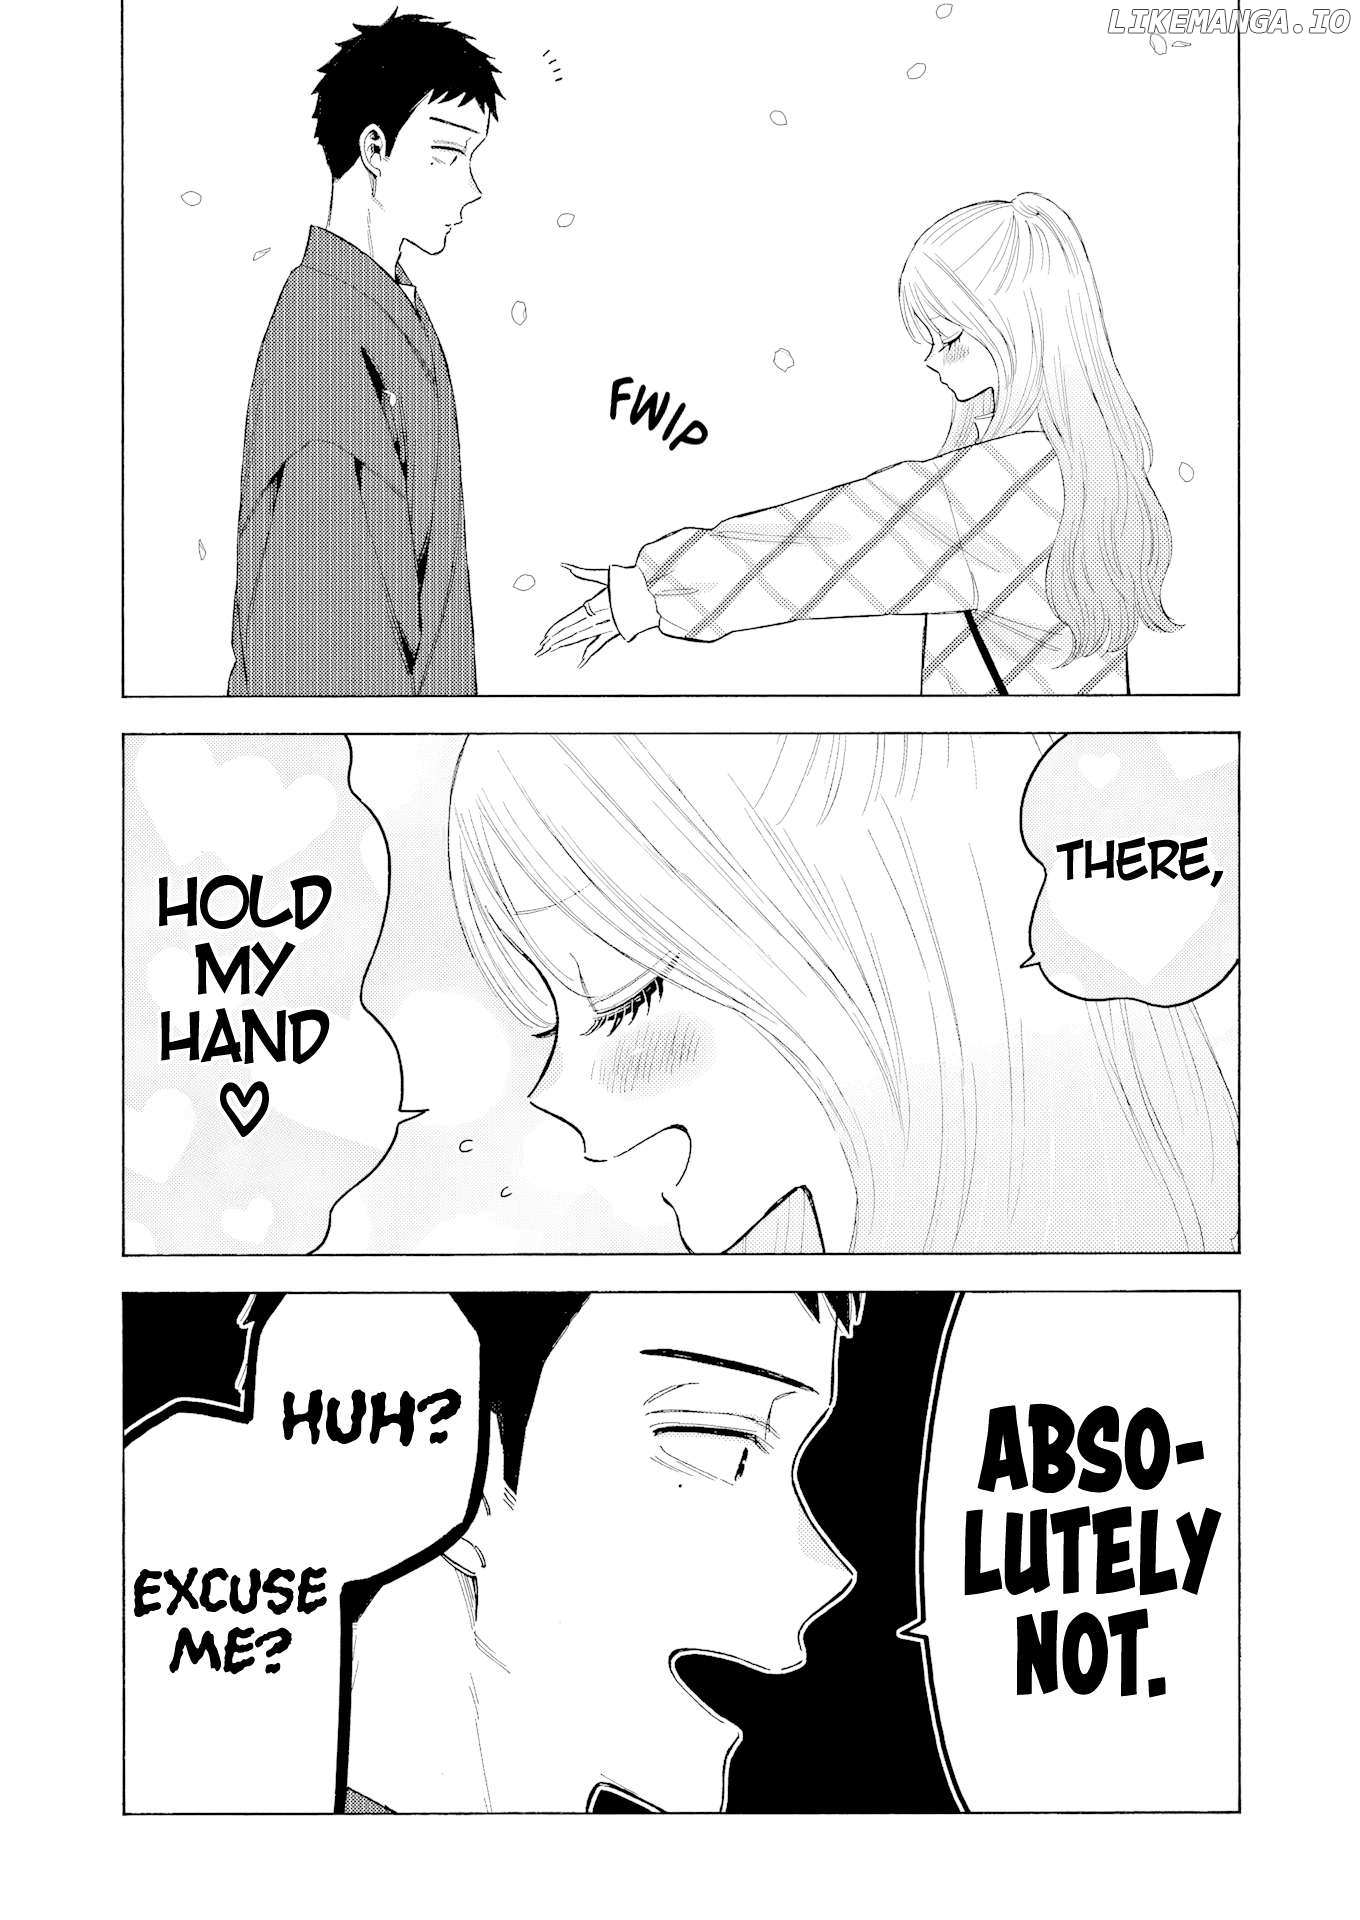 LIKEMANGA.IO
FWIP
THERE,
HOLD
MY
HAND
♡
ABSO-
LUTELY
NOT.
HUH?
EXCUSE
ME?